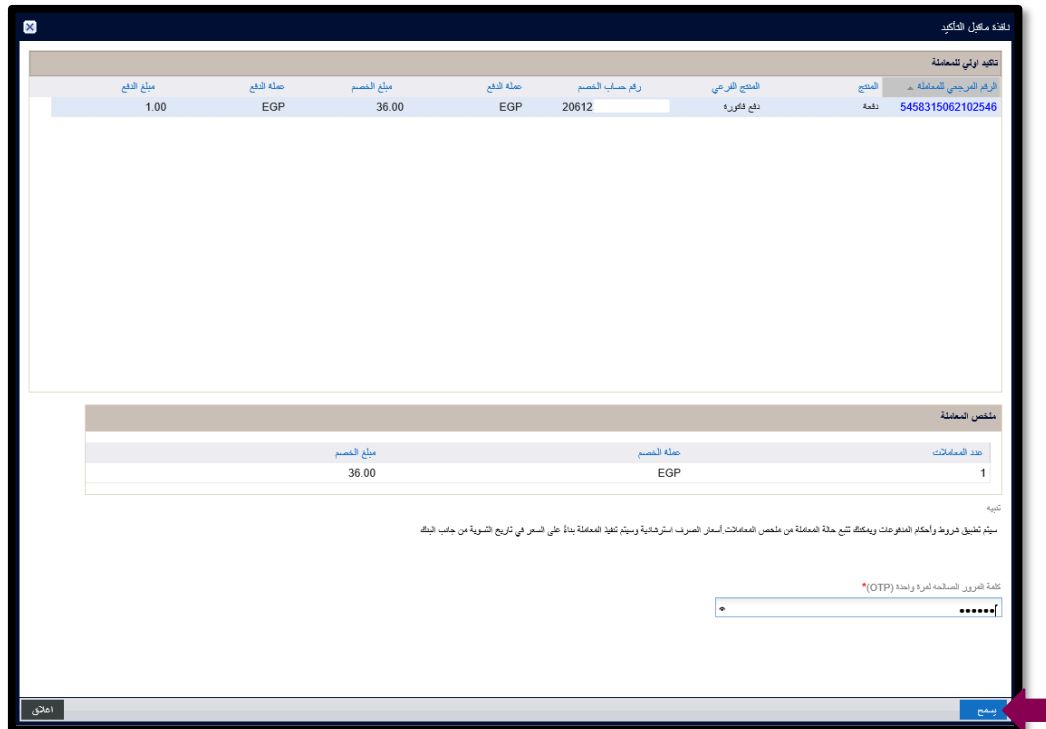 نافذة ماقبل التأكيد
تاكيد اولي للمعاملة
الرقم المرجعي للمعاملة المنتج المنتج الفرعي رقم حساب الخصم عملة الدفع مبلغ الخصم عملة الدفع مبلغ الدفع
5458315062102546 دفعة دفع فاتورة 20612 EGP 36.00 EGP 1.00
ملخص المعاملة
عدد المعاملات عملة الخصم مبلغ الخصم
1 EGP 36.00
تنبيه
سيتم تطبيق شروط وأحكام المدفوعات ويمكنك تتبع حالة المعاملة من ملخص المعاملات.أسعار الصرف استرشادية وسيتم تنفيذ المعاملة بناءً على السعر في تاريخ التسوية من جانب البنك
كلمة المرور الصالحه لمرة واحدة (OTP)*
يسمح
اغلاق